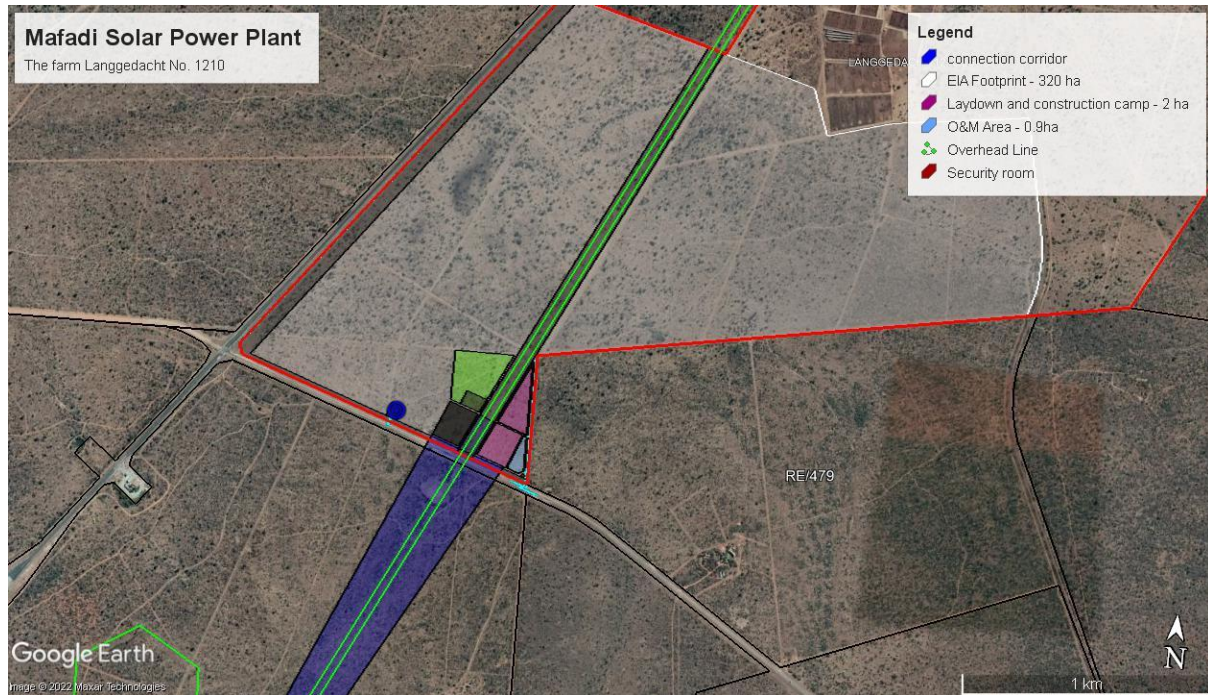 Mafadi Solar Power Plant
The farm Langgedacht No. 1210
Legend
connection corridor
EIA Footprint - 320 ha
Laydown and construction camp - 2 ha
O&M Area - 0.9ha
Overhead Line
Security room
LANGGEDA
RE/479
Google Earth
Image © 2022 Maxar Technologies
N
1 km